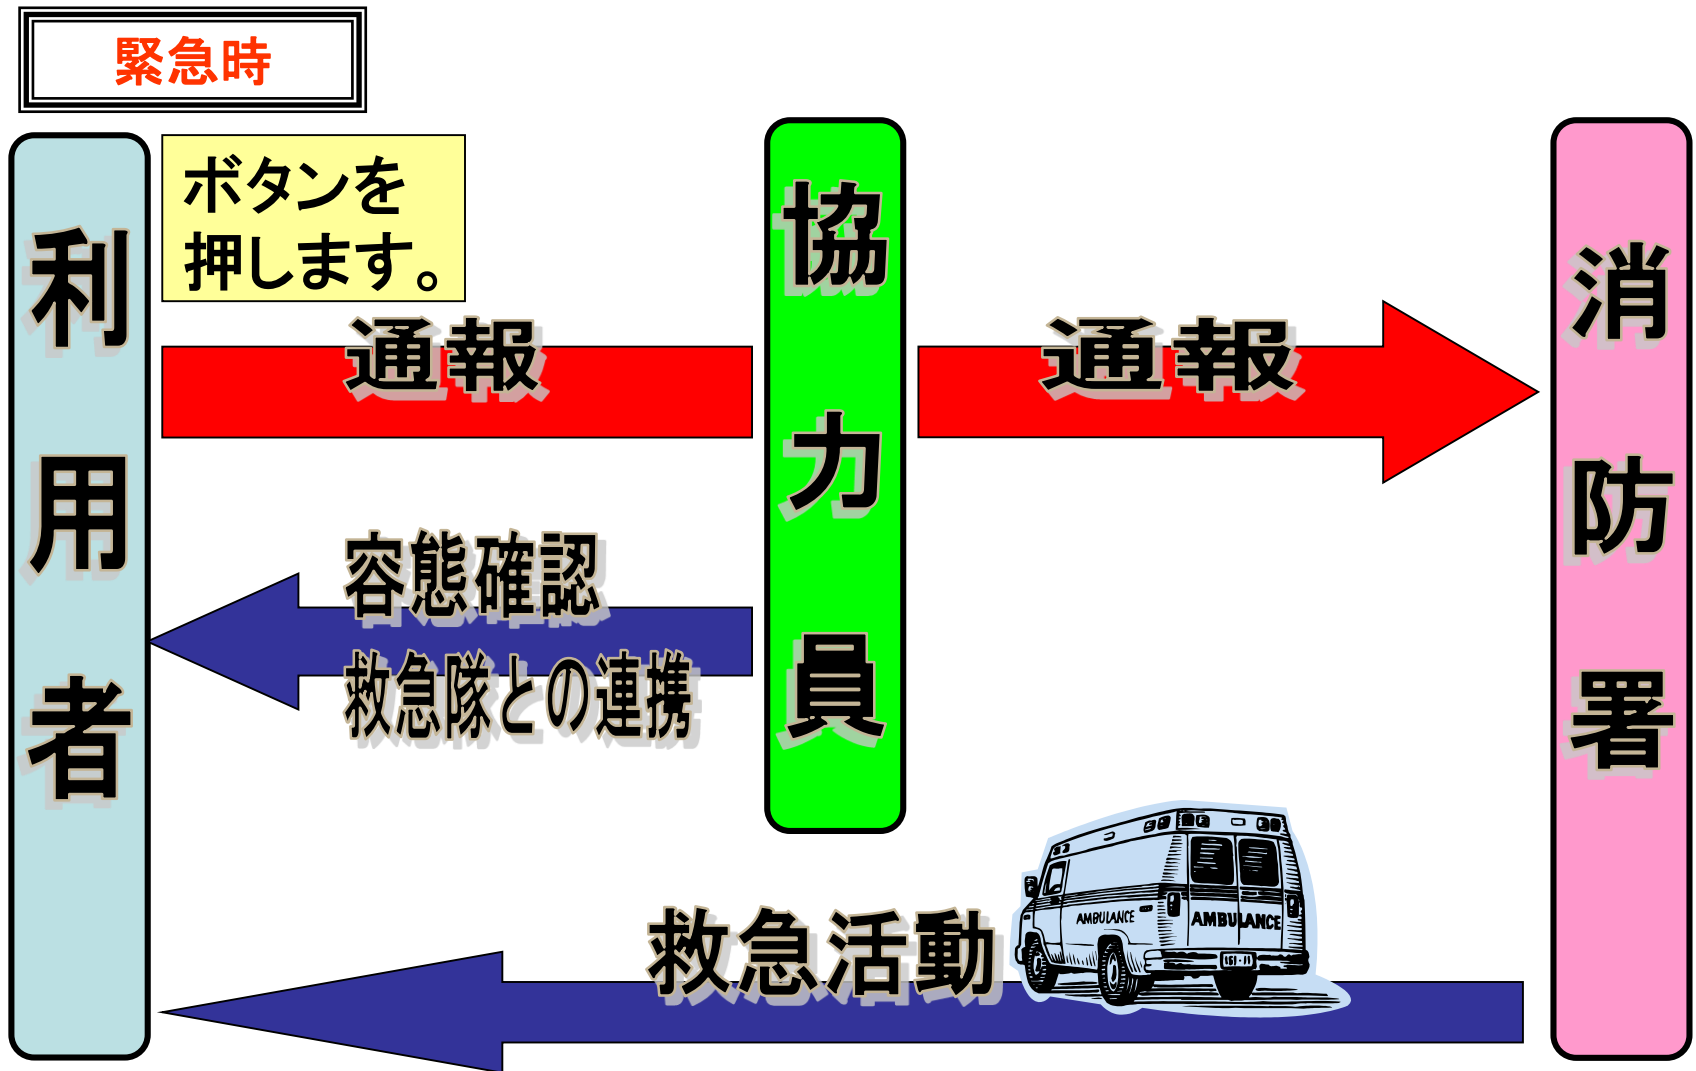 緊急時
利用者
ボタンを
押します。
通報
協力員
通報
消防署
容態確認
救急隊との連携
救急活動
AMBULANCE
AMBULANCE
151-11